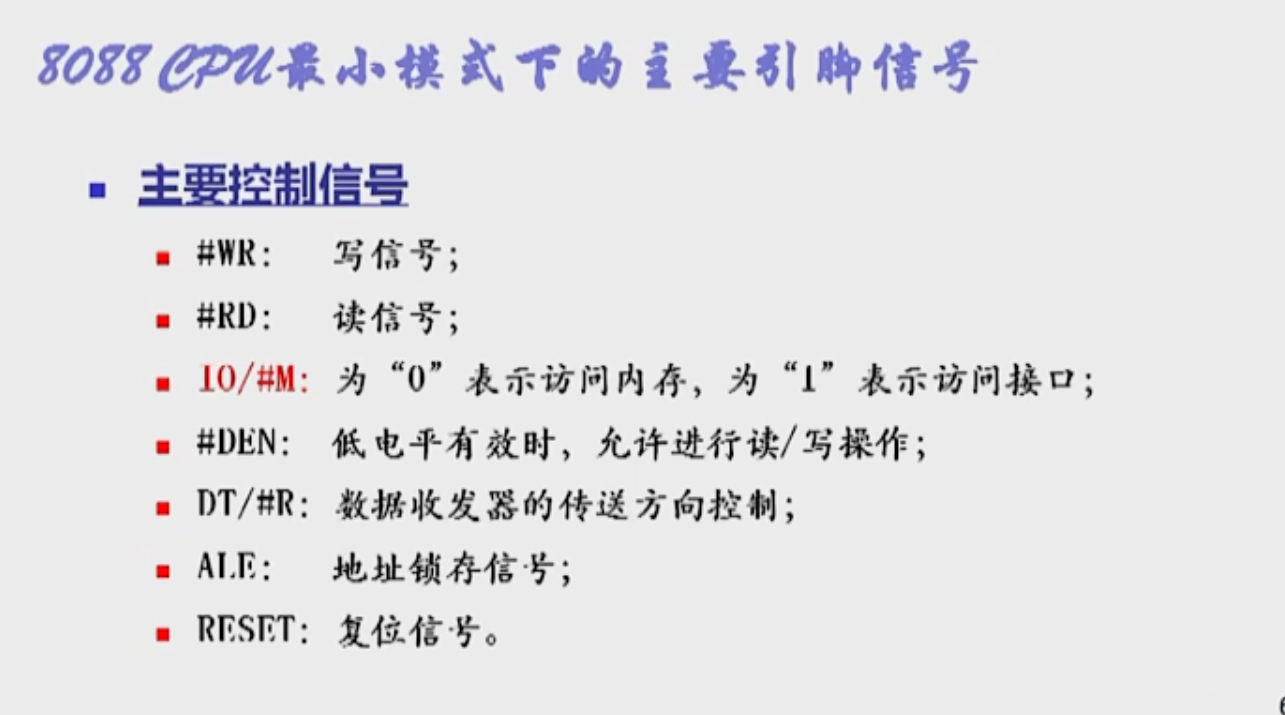 8088 CPU最小模式下的主要引脚信号
主要控制信号
#WR: 写信号;
#RD: 读信号;
IO/#M: 为“0”表示访问内存, 为“1”表示访问接口;
#DEN: 低电平有效时, 允许进行读/写操作;
DT/#R: 数据收发器的传送方向控制;
ALE: 地址锁存信号;
RESET: 复位信号。